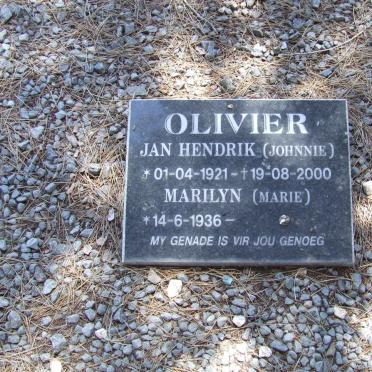 OLIVIER
JAN HENDRIK (JOHNNIE)
*01-04-1921-†19-08-2000
MARILYN (MARIE)
*14-6-1936-
MY GENADE IS VIR JOU GENOEG